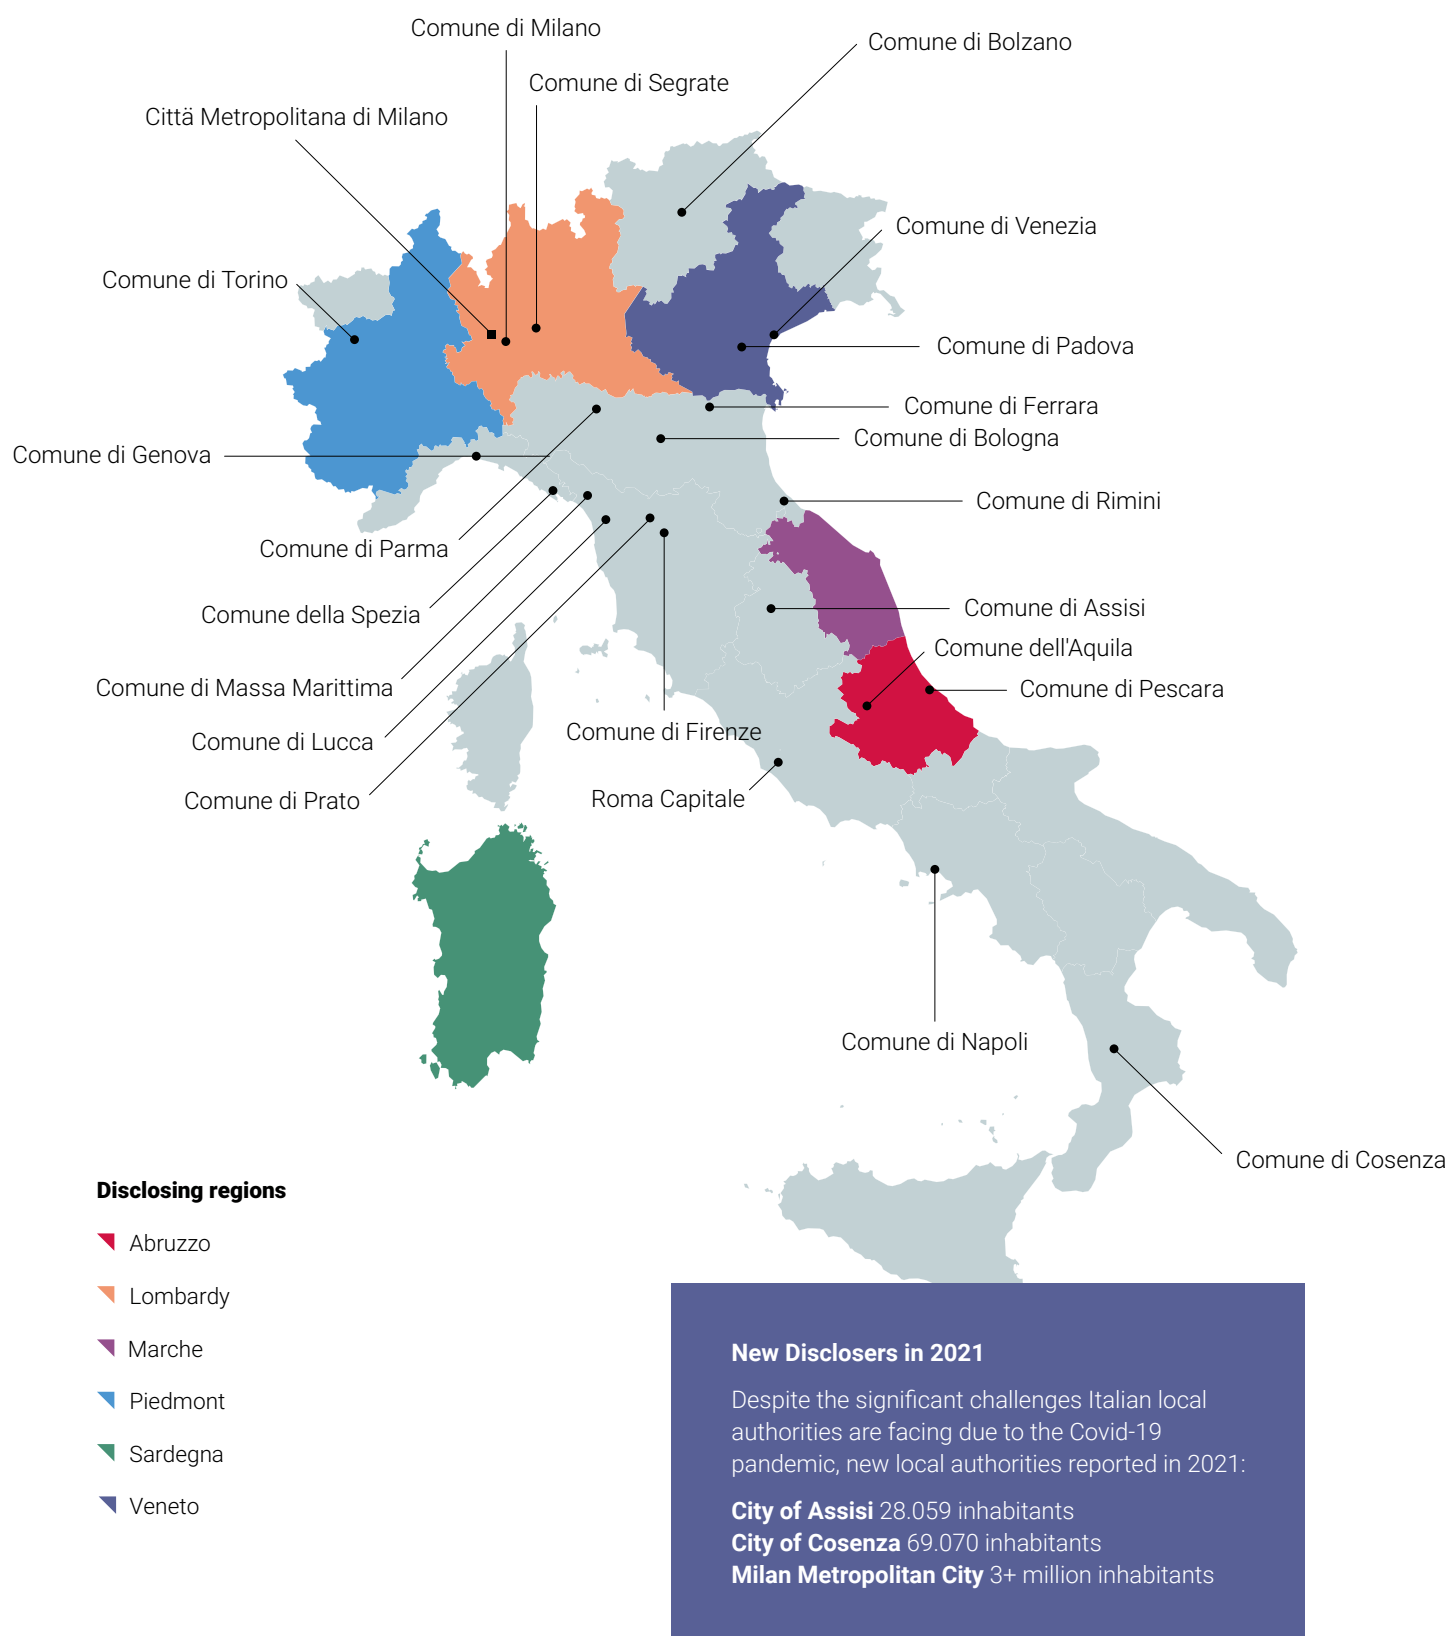 Comune di Milano
Comune di Bolzano
Comune di Segrate
Cittä Metropolitana di Milano
Comune di Venezia
Comune di Torino
Comune di Padova
Comune di Ferrara
Comune di Bologna
Comune di Genova
Comune di Rimini
Comune di Parma
Comune della Spezia
Comune di Assisi
Comune dell'Aquila
Comune di Massa Marittima
Comune di Pescara
Comune di Lucca
Comune di Firenze
Comune di Prato
Roma Capitale
Comune di Napoli
Comune di Cosenza
Disclosing regions
Abruzzo
Lombardy
Marche
Piedmont
Sardegna
Veneto
New Disclosers in 2021
Despite the significant challenges Italian local
authorities are facing due to the Covid-19
pandemic, new local authorities reported in 2021:
City of Assisi 28.059 inhabitants
City of Cosenza 69.070 inhabitants
Milan Metropolitan City 3+ million inhabitants